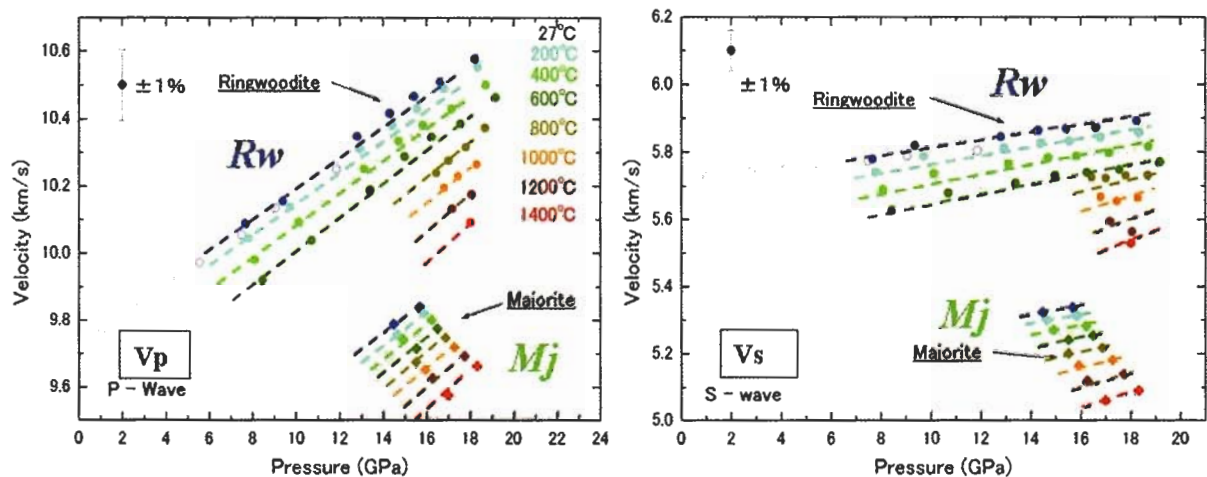 10.6
10.4
10.2
10.0
9.8
9.6
Velocity (km/s)
±1%
Ringwoodite
Rw
27°C
200°C
400°C
600°C
800°C
1000°C
1200°C
1400°C
Majorite
Mj
Vp
P - Wave
0 2 4 6 8 10 12 14 16 18 20 22 24
Pressure (GPa)
6.2
6.0
5.8
5.6
5.4
5.2
5.0
Velocity (km/s)
±1%
Rw
Ringwoodite
Mj
Majorite
Vs
S - wave
0 2 4 6 8 10 12 14 16 18 20
Pressure (GPa)